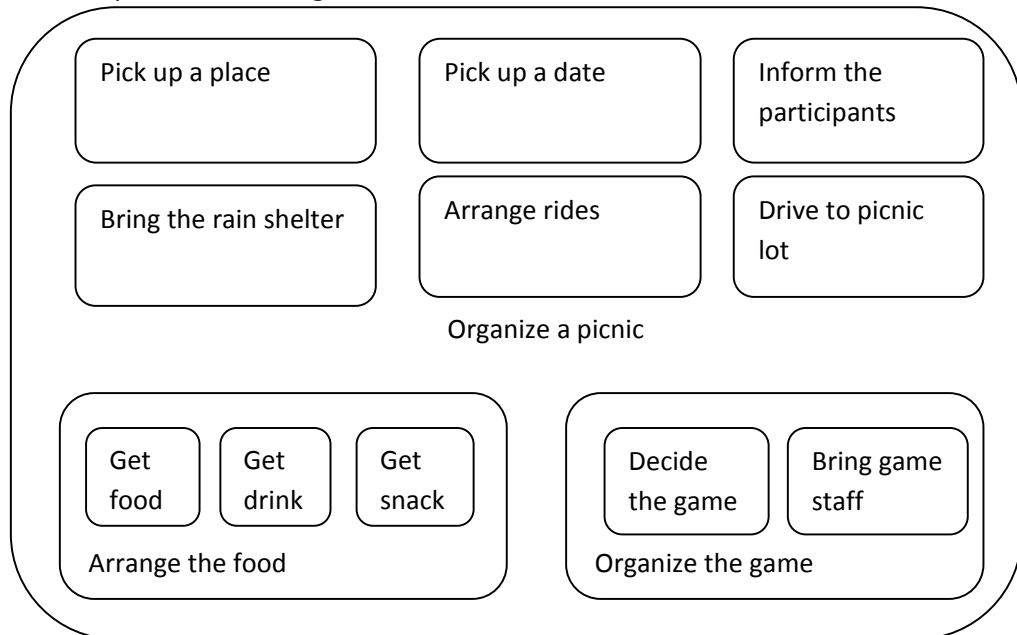 Pick up a place
Pick up a date
Inform the
participants
Bring the rain shelter
Arrange rides
Drive to picnic
lot
Organize a picnic
Get
food
Get
drink
Get
snack
Arrange the food
Decide
the game
Bring game
staff
Organize the game